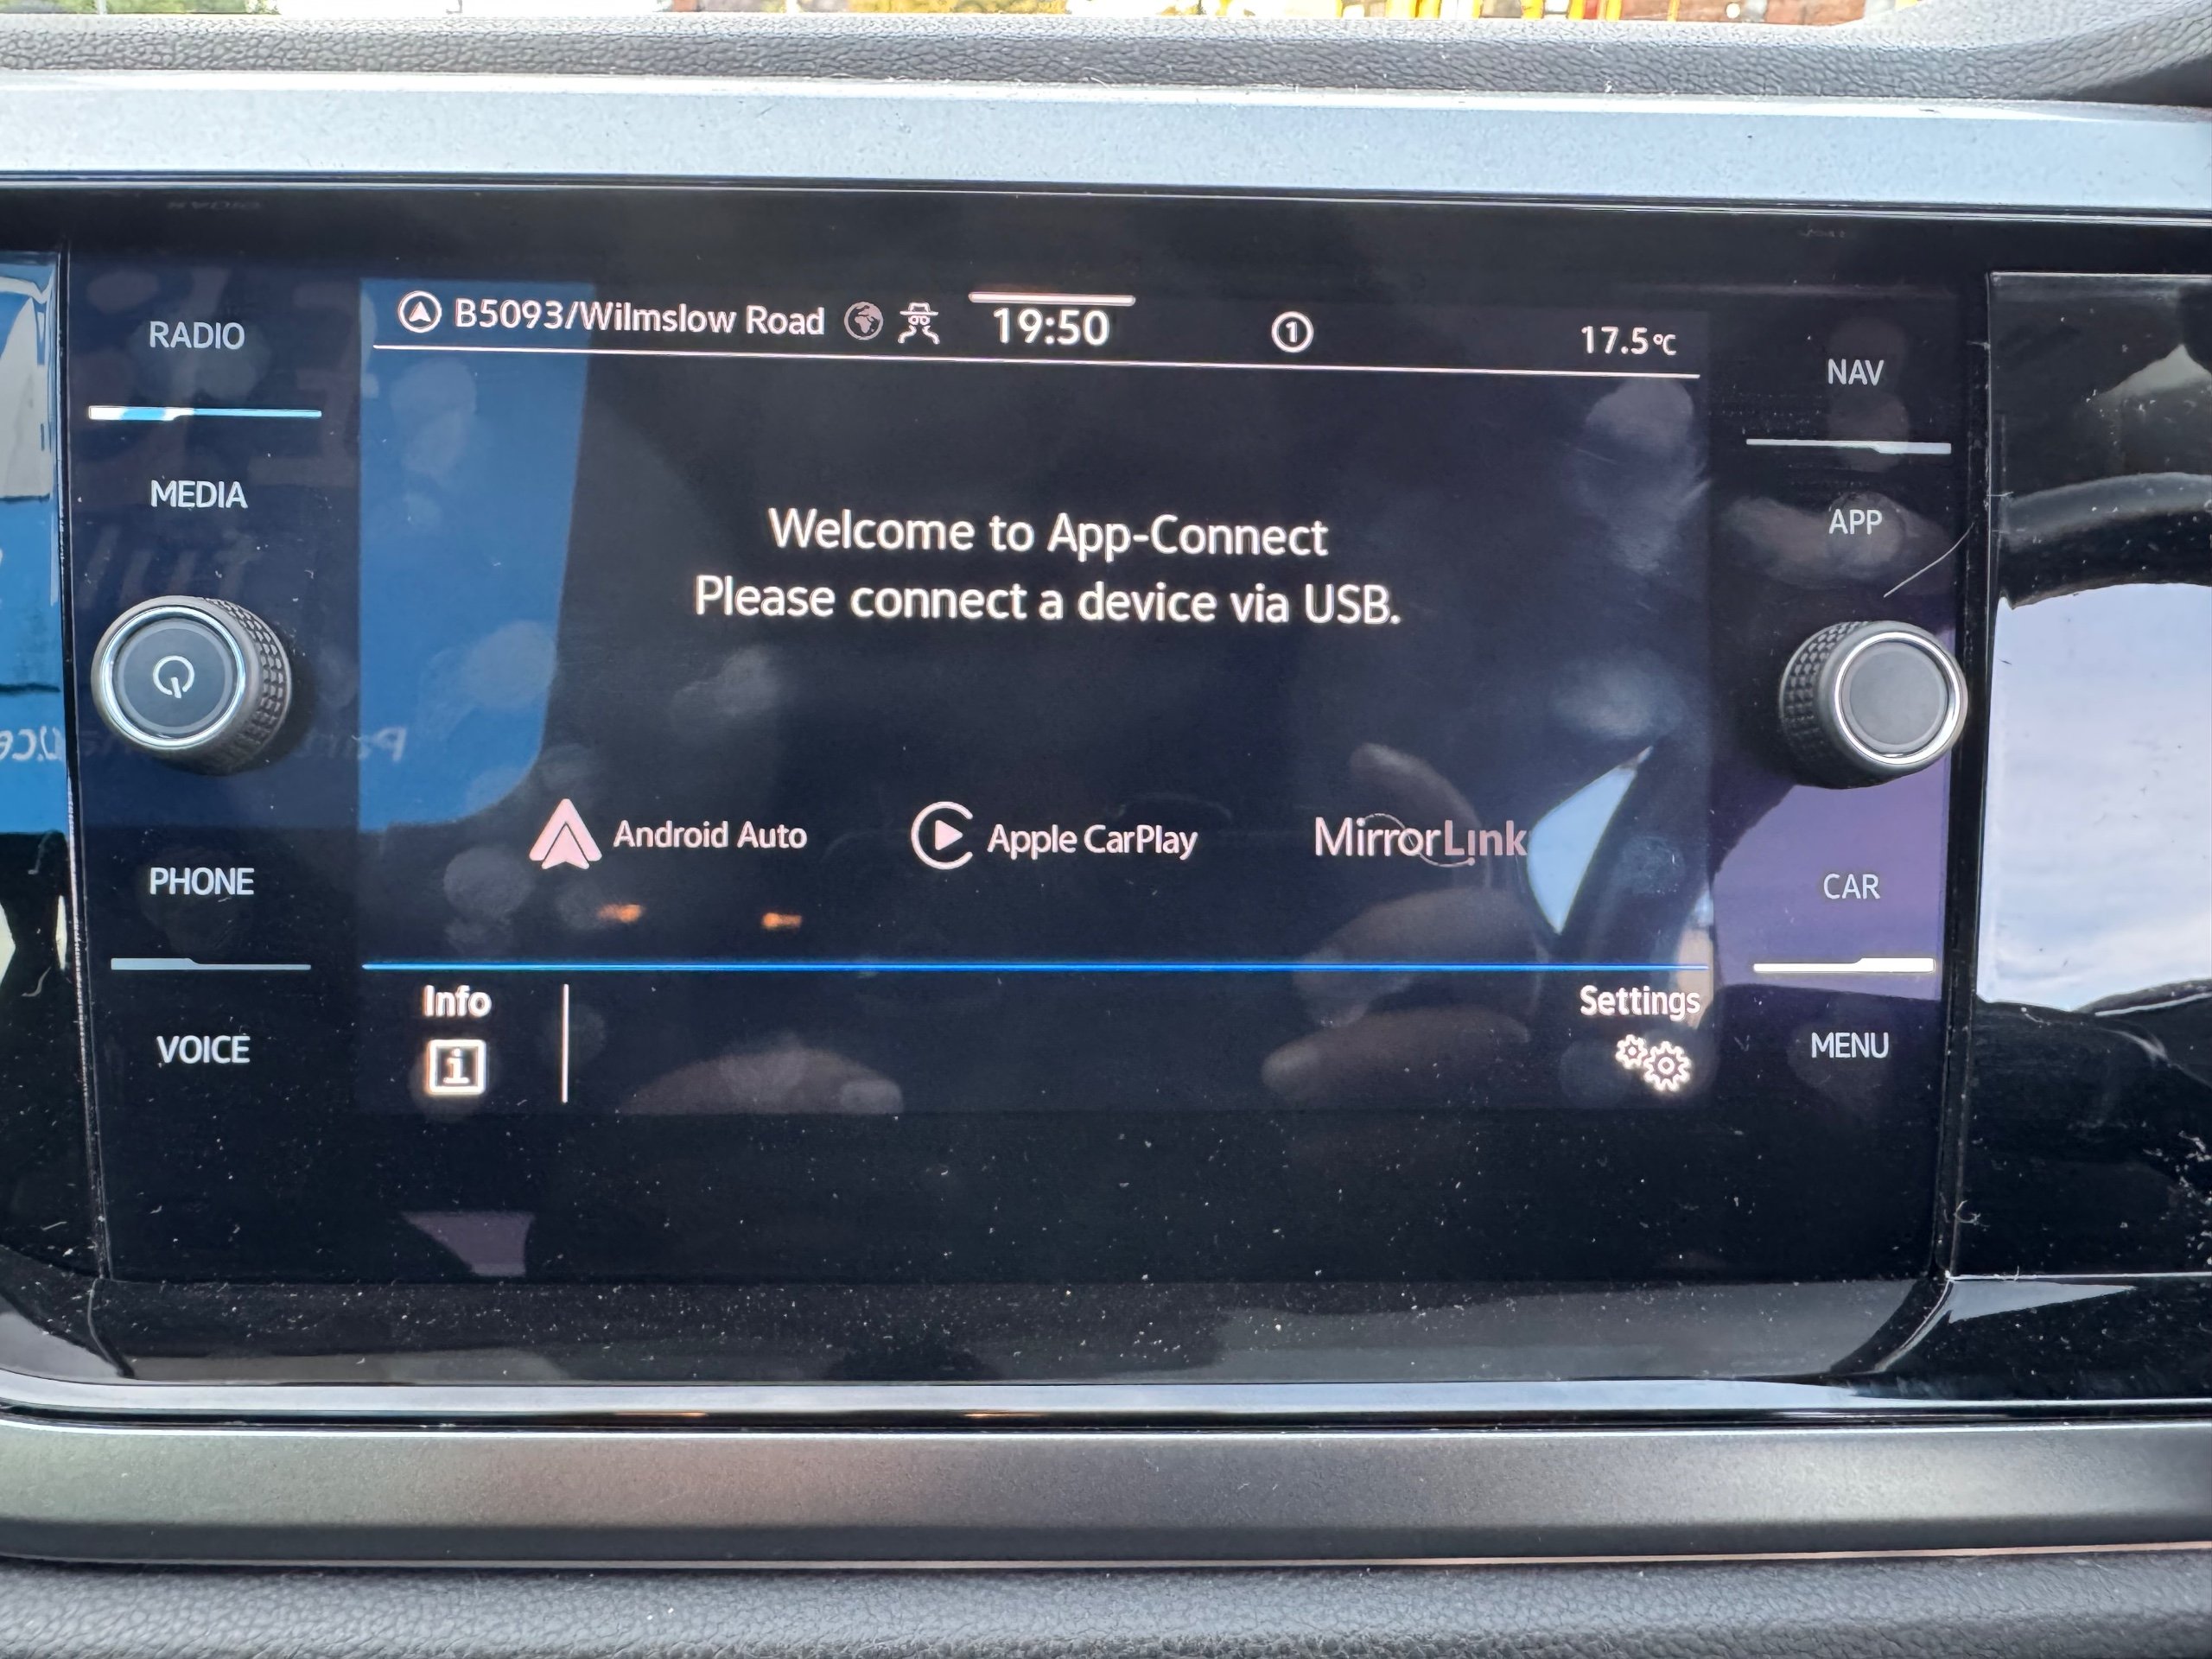 B5093/Wilmslow Road 19:50 1 17.5°C
RADIO
MEDIA
PHONE
VOICE
Welcome to App-Connect
Please connect a device via USB.
Android Auto Apple CarPlay MirrorLink
Info Settings
NAV
APP
CAR
MENU